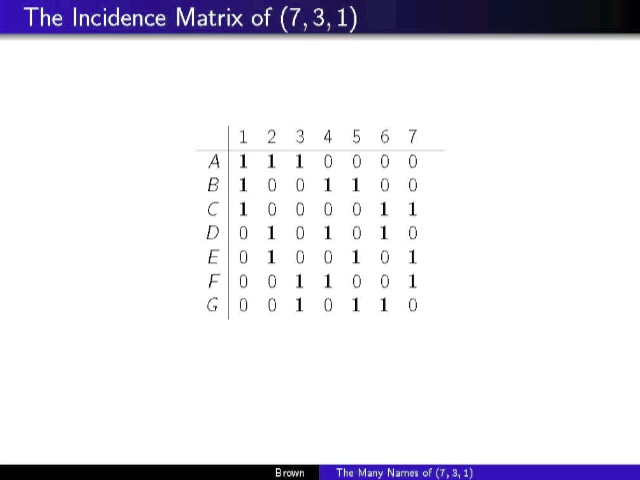 The Incidence Matrix of (7, 3, 1)
1 2 3 4 5 6 7
A 1 1 1 0 0 0 0
B 1 0 0 1 1 0 0
C 1 0 0 0 0 1 1
D 0 1 0 1 0 1 0
E 0 1 0 0 1 0 1
F 0 0 1 1 0 0 1
G 0 0 1 0 1 1 0
Brown The Many Names of (7, 3, 1)